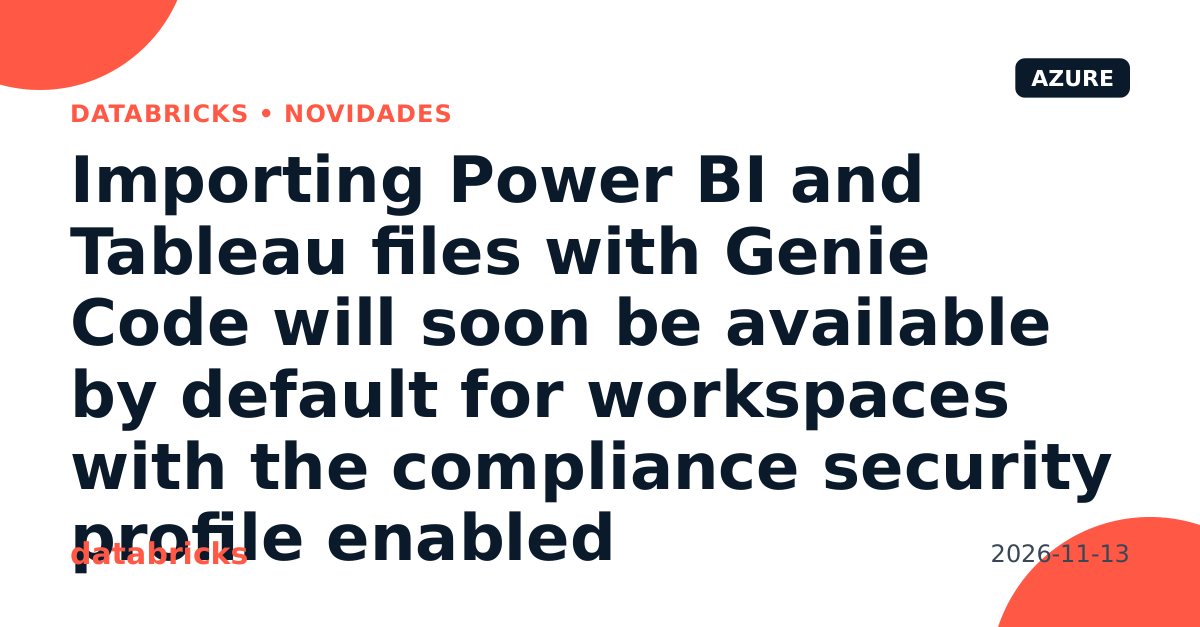 AZURE
DATABRICKS • NOVIDADES
Importing Power BI and
Tableau files with Genie
Code will soon be available
by default for workspaces
with the compliance security
profile enabled
databricks
2026-11-13